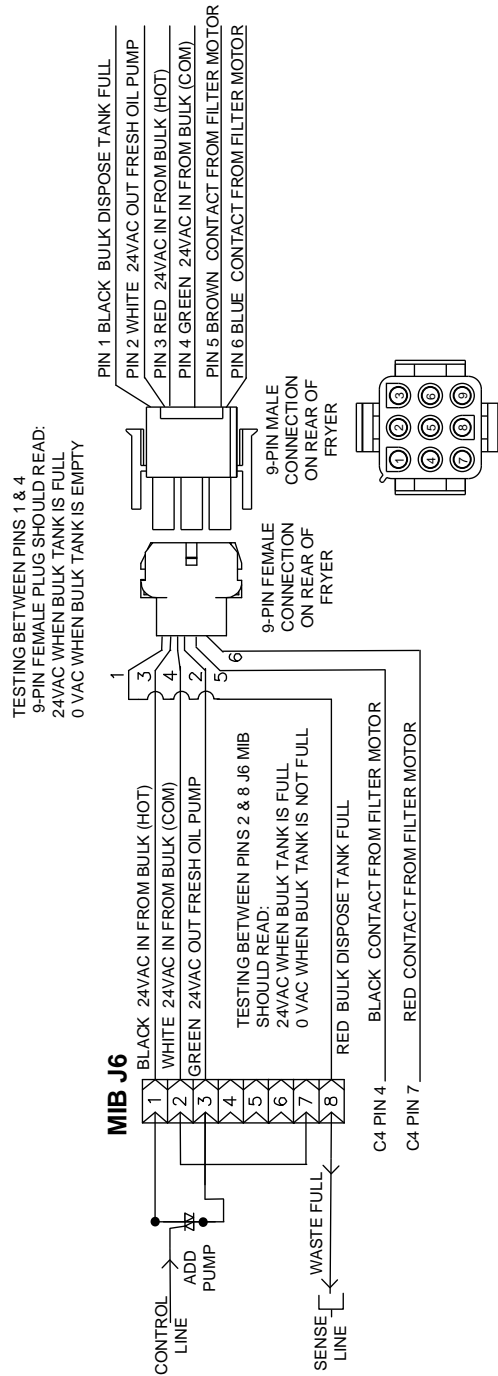 TESTING BETWEEN PINS 1 & 4
9-PIN FEMALE PLUG SHOULD READ:
24VAC WHEN BULK TANK IS FULL
0 VAC WHEN BULK TANK IS EMPTY
MIB J6
BLACK 24VAC IN FROM BULK (HOT)
WHITE 24VAC IN FROM BULK (COM)
GREEN 24VAC OUT FRESH OIL PUMP
TESTING BETWEEN PINS 2 & 8 J6 MIB
SHOULD READ:
24VAC WHEN BULK TANK IS FULL
0 VAC WHEN BULK TANK IS NOT FULL
RED BULK DISPOSE TANK FULL
BLACK CONTACT FROM FILTER MOTOR
RED CONTACT FROM FILTER MOTOR
C4 PIN 4
C4 PIN 7
CONTROL
LINE
ADD
PUMP
SENSE
LINE
WASTE FULL
1
2
3
4
5
6
7
8
1
3
4
2
5
6
9-PIN FEMALE
CONNECTION
ON REAR OF
FRYER
9-PIN MALE
CONNECTION
ON REAR OF
FRYER
PIN 1 BLACK BULK DISPOSE TANK FULL
PIN 2 WHITE 24VAC OUT FRESH OIL PUMP
PIN 3 RED 24VAC IN FROM BULK (HOT)
PIN 4 GREEN 24VAC IN FROM BULK (COM)
PIN 5 BROWN CONTACT FROM FILTER MOTOR
PIN 6 BLUE CONTACT FROM FILTER MOTOR
1 2 3
4 5 6
7 8 9